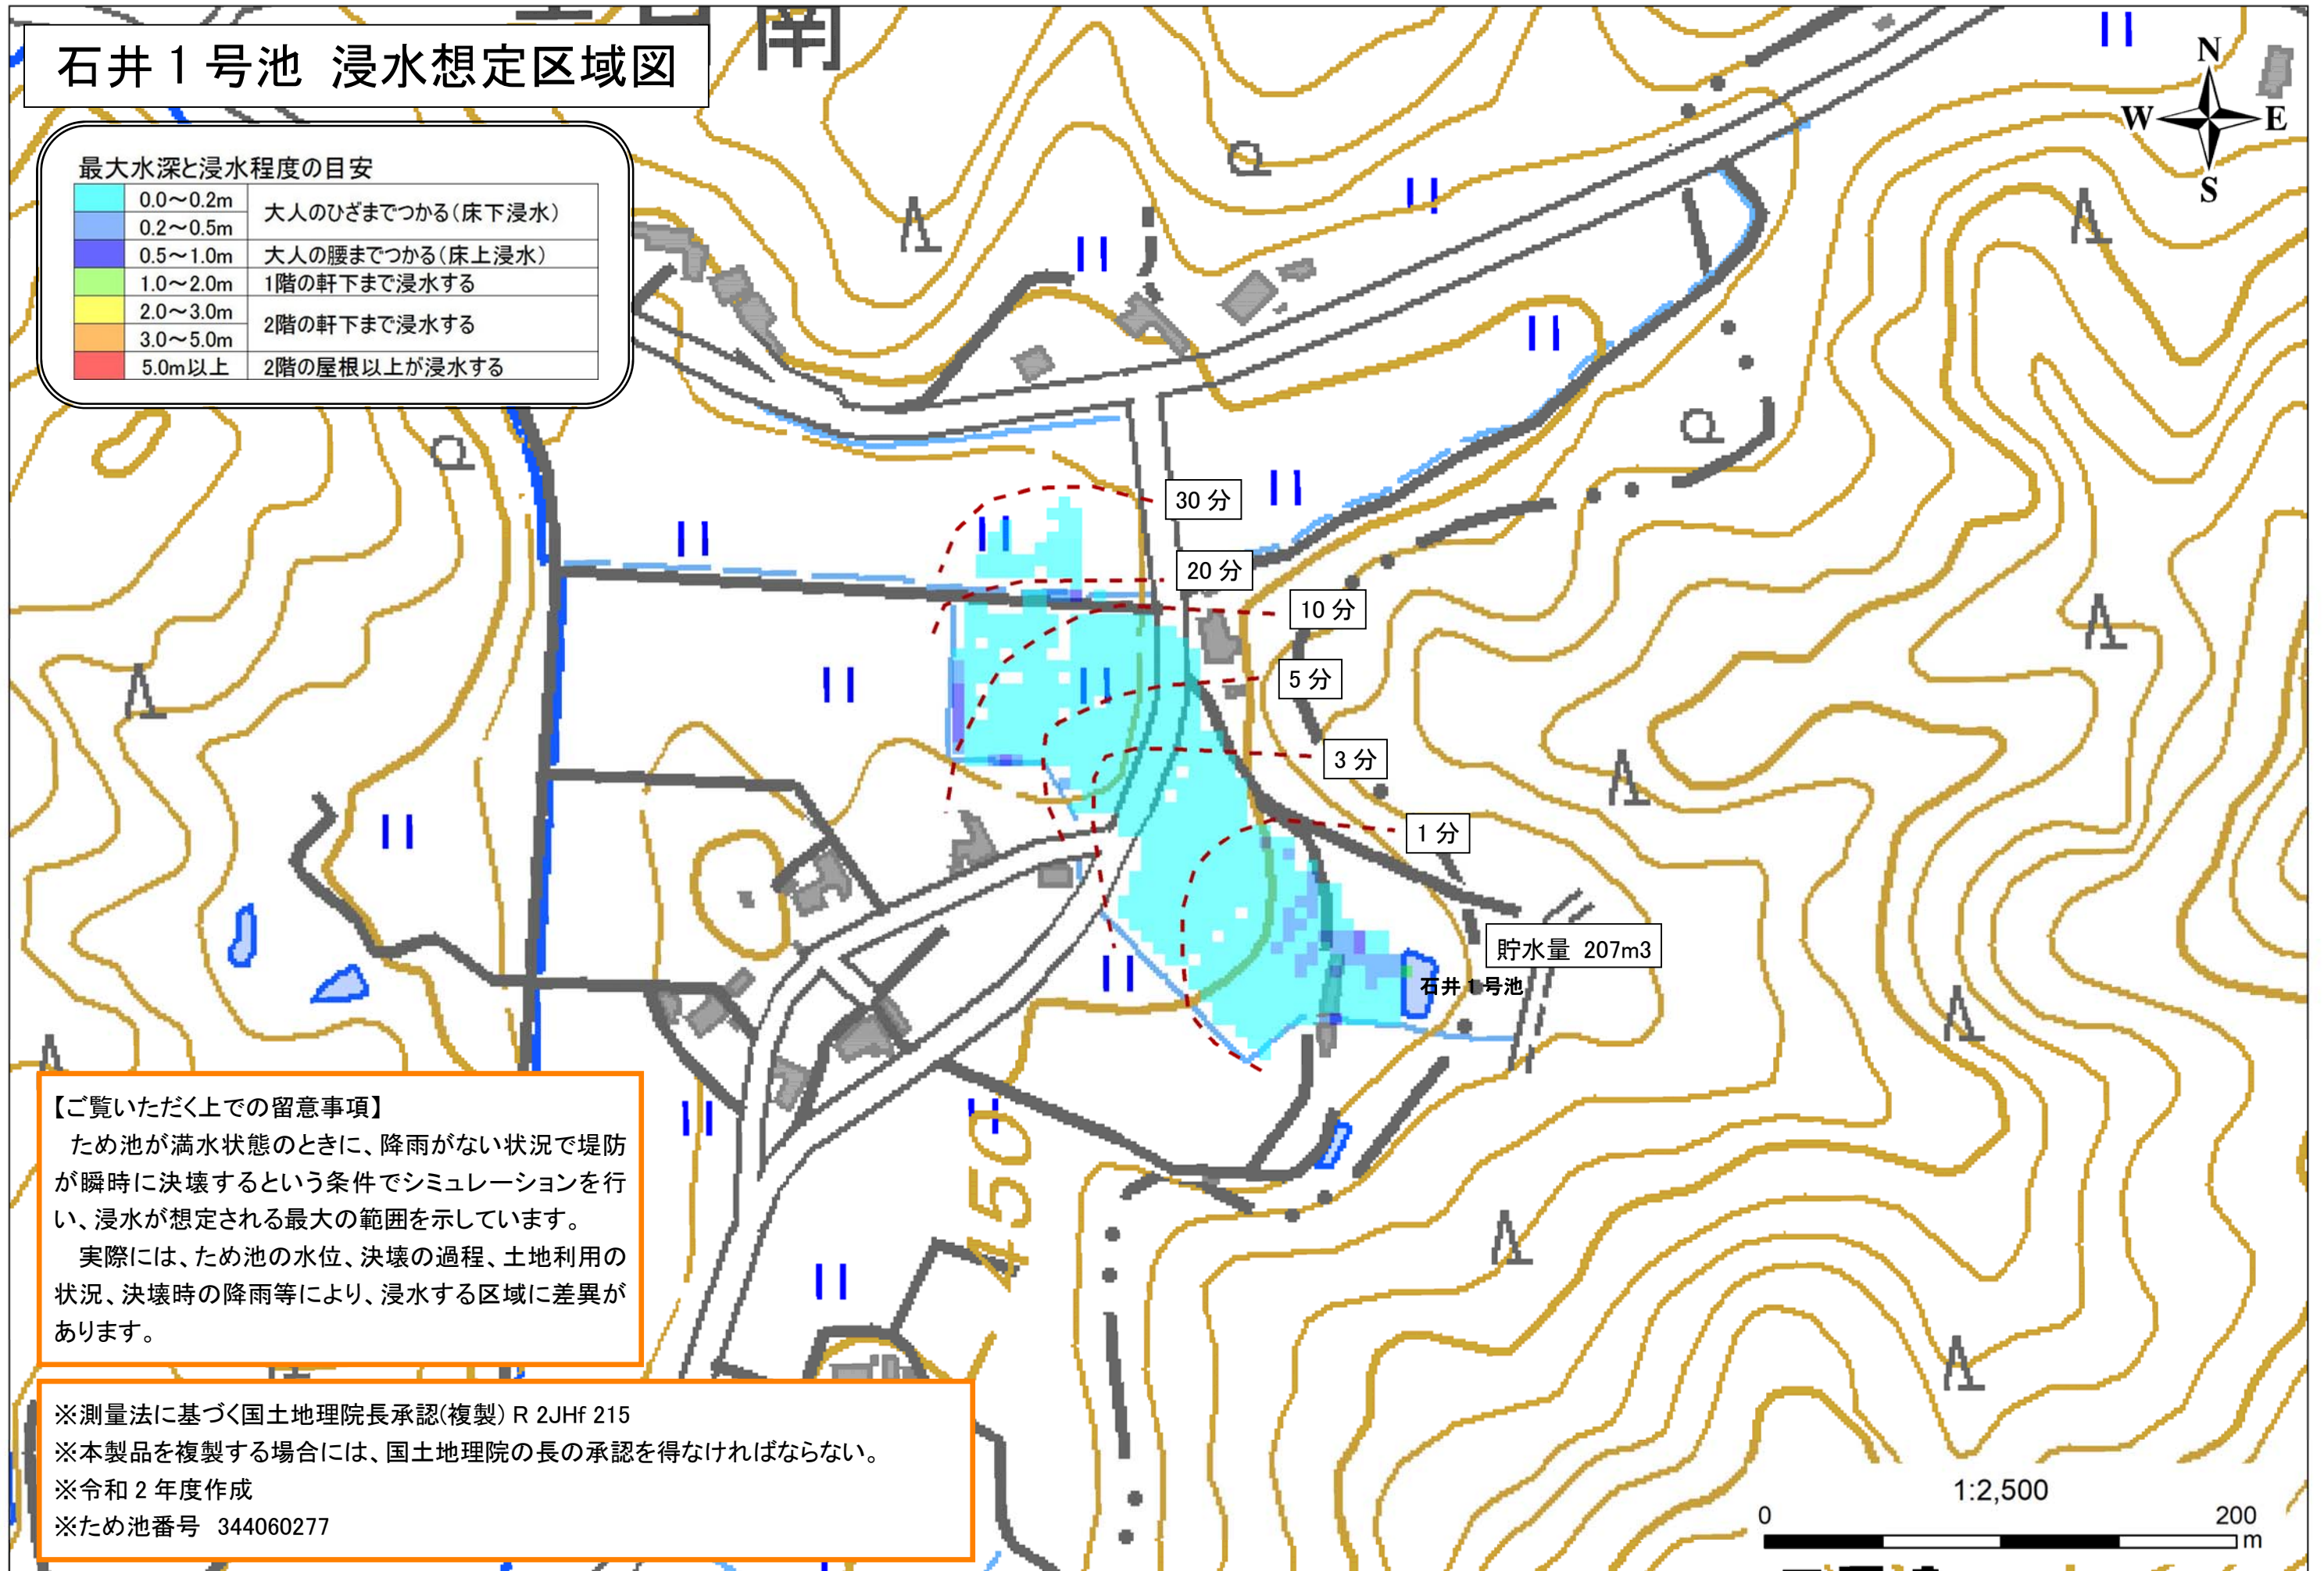 石井１号池 浸水想定区域図
N
W E
S
最大水深と浸水程度の目安
0.0～0.2m
大人のひざまでつかる（床下浸水）
0.2～0.5m
0.5～1.0m 大人の腰までつかる（床上浸水）
1.0～2.0m 1階の軒下まで浸水する
2.0～3.0m
2階の軒下まで浸水する
3.0～5.0m
5.0m以上 2階の屋根以上が浸水する
30 分
20 分
10 分
5 分
3 分
1 分
貯水量 207m3
石井１号池
450
【ご覧いただく上での留意事項】
ため池が満水状態のときに、降雨がない状況で堤防
が瞬時に決壊するという条件でシミュレーションを行
い、浸水が想定される最大の範囲を示しています。
実際には、ため池の水位、決壊の過程、土地利用の
状況、決壊時の降雨等により、浸水する区域に差異が
あります。
※測量法に基づく国土地理院長承認(複製) R 2JHf 215
※本製品を複製する場合には、国土地理院の長の承認を得なければならない。
※令和 2 年度作成
※ため池番号 344060277
1:2,500
0 200
m